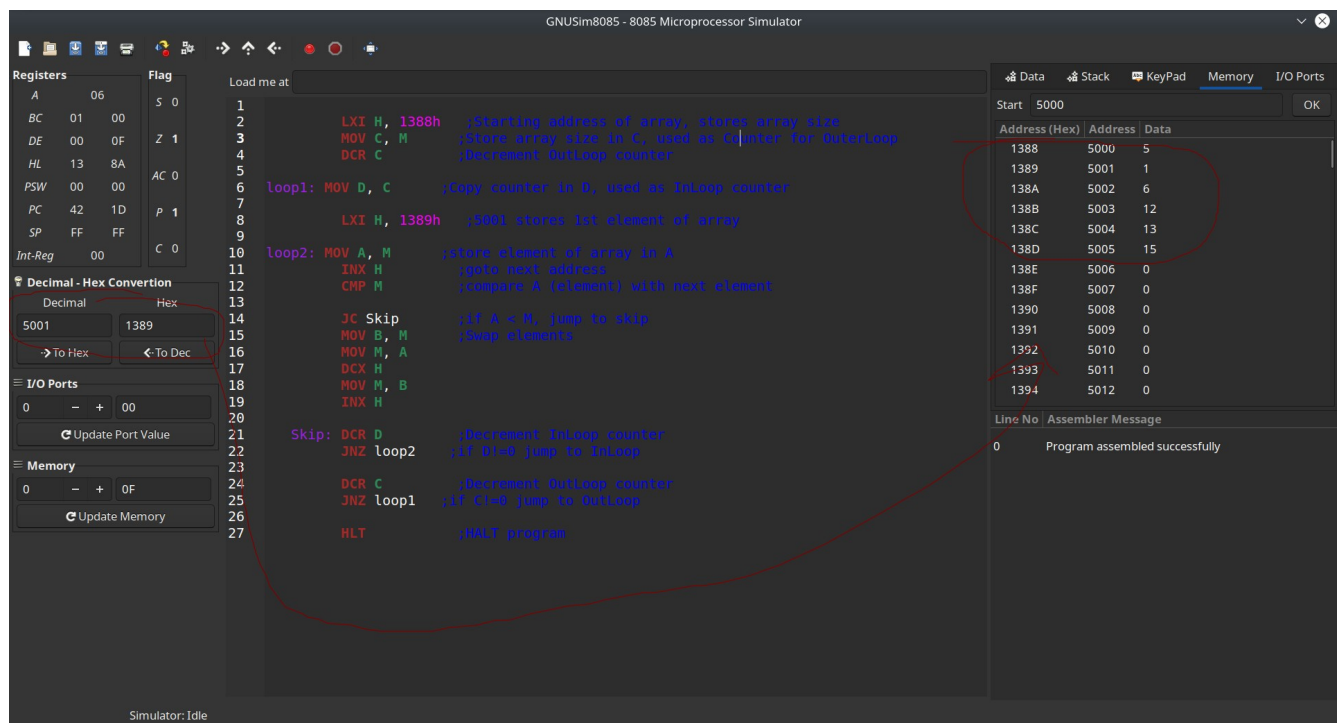 GNUSim8085 - 8085 Microprocessor Simulator
Registers
A 06
BC 01 00
DE 00 0F
HL 13 8A
PSW 00 00
PC 42 1D
SP FF FF
Int-Reg 00
Flag
S 0
Z 1
AC 0
P 1
C 0
Decimal - Hex Convertion
Decimal Hex
5001 1389
To Hex To Dec
I/O Ports
0 - + 00
Update Port Value
Memory
0 - + 0F
Update Memory
Load me at
1
2 LXI H, 1388h ;Starting address of array, stores array size
3 MOV C, M ;Store array size in C, used as Counter for OuterLoop
4 DCR C ;Decrement OutLoop counter
5
6 loop1: MOV D, C ;Copy counter in D, used as InLoop counter
7
8 LXI H, 1389h ;5001 stores 1st element of array
9
10 loop2: MOV A, M ;store element of array in A
11 INX H ;goto next address
12 CMP M ;compare A (element) with next element
13
14 JC Skip ;if A < M, jump to skip
15 MOV B, M ;Swap elements
16 MOV M, A
17 DCX H
18 MOV M, B
19 INX H
20
21 Skip: DCR D ;Decrement InLoop counter
22 JNZ loop2 ;if D!=0 jump to InLoop
23
24 DCR C ;Decrement OutLoop counter
25 JNZ loop1 ;if C!=0 jump to OutLoop
26
27 HLT ;HALT program
Data Stack KeyPad Memory I/O Ports
Start 5000 OK
Address (Hex) Address Data
1388 5000 5
1389 5001 1
138A 5002 6
138B 5003 12
138C 5004 13
138D 5005 15
138E 5006 0
138F 5007 0
1390 5008 0
1391 5009 0
1392 5010 0
1393 5011 0
1394 5012 0
Line No Assembler Message
0 Program assembled successfully
Simulator: Idle